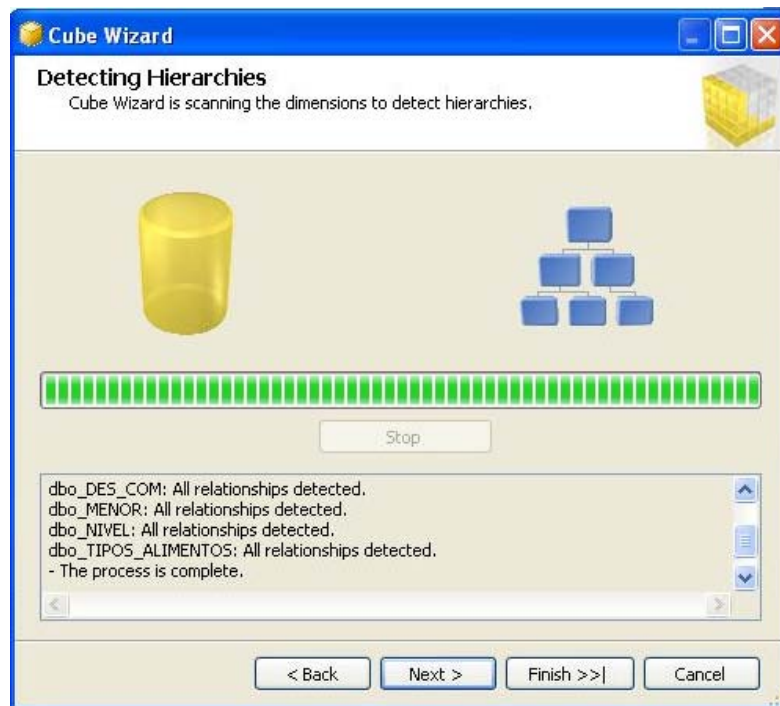 Cube Wizard
Detecting Hierarchies
Cube Wizard is scanning the dimensions to detect hierarchies.
Stop
dbo_DES_COM: All relationships detected.
dbo_MENOR: All relationships detected.
dbo_NIVEL: All relationships detected.
dbo_TIPOS_ALIMENTOS: All relationships detected.
- The process is complete.
< Back
Next >
Finish >>|
Cancel